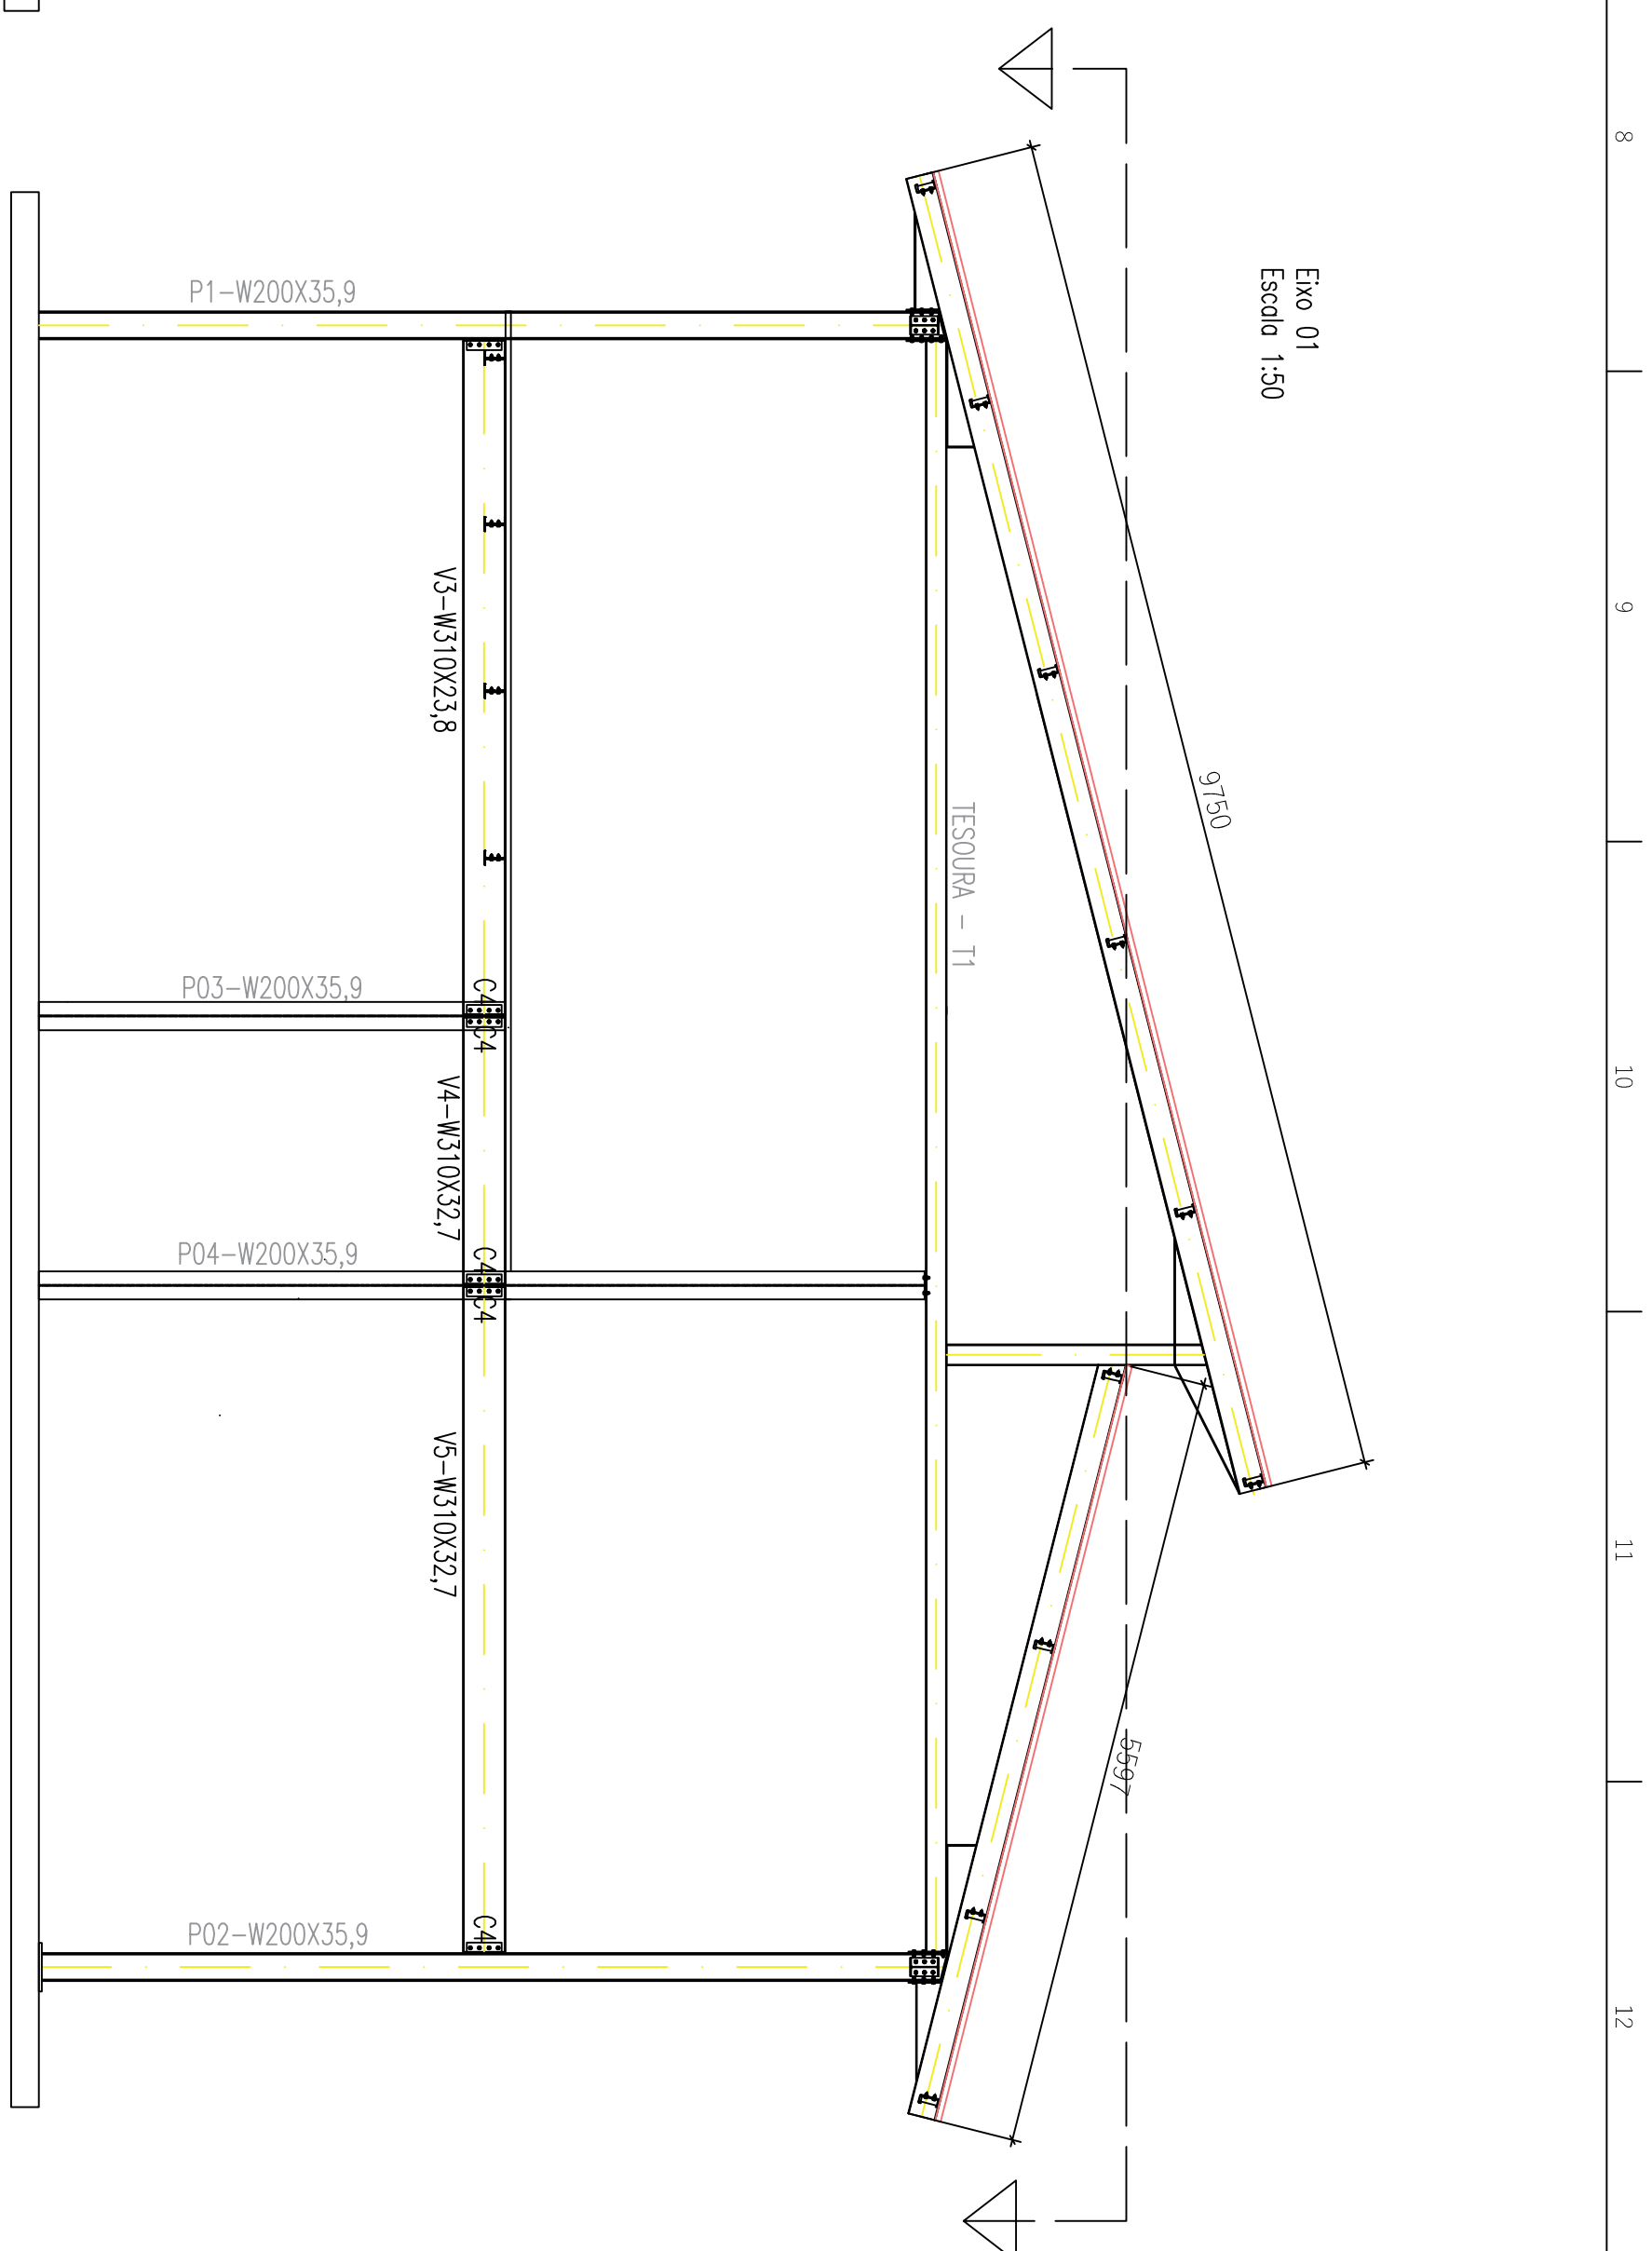 8
9
10
11
12
Eixo 01
Escala 1:50
9750
5597
TESOURA - T1
P1-W200X35,9
V3-W310X23,8
P03-W200X35,9
C4
C4
V4-W310X32,7
P04-W200X35,9
C4
C4
V5-W310X32,7
C4
P02-W200X35,9